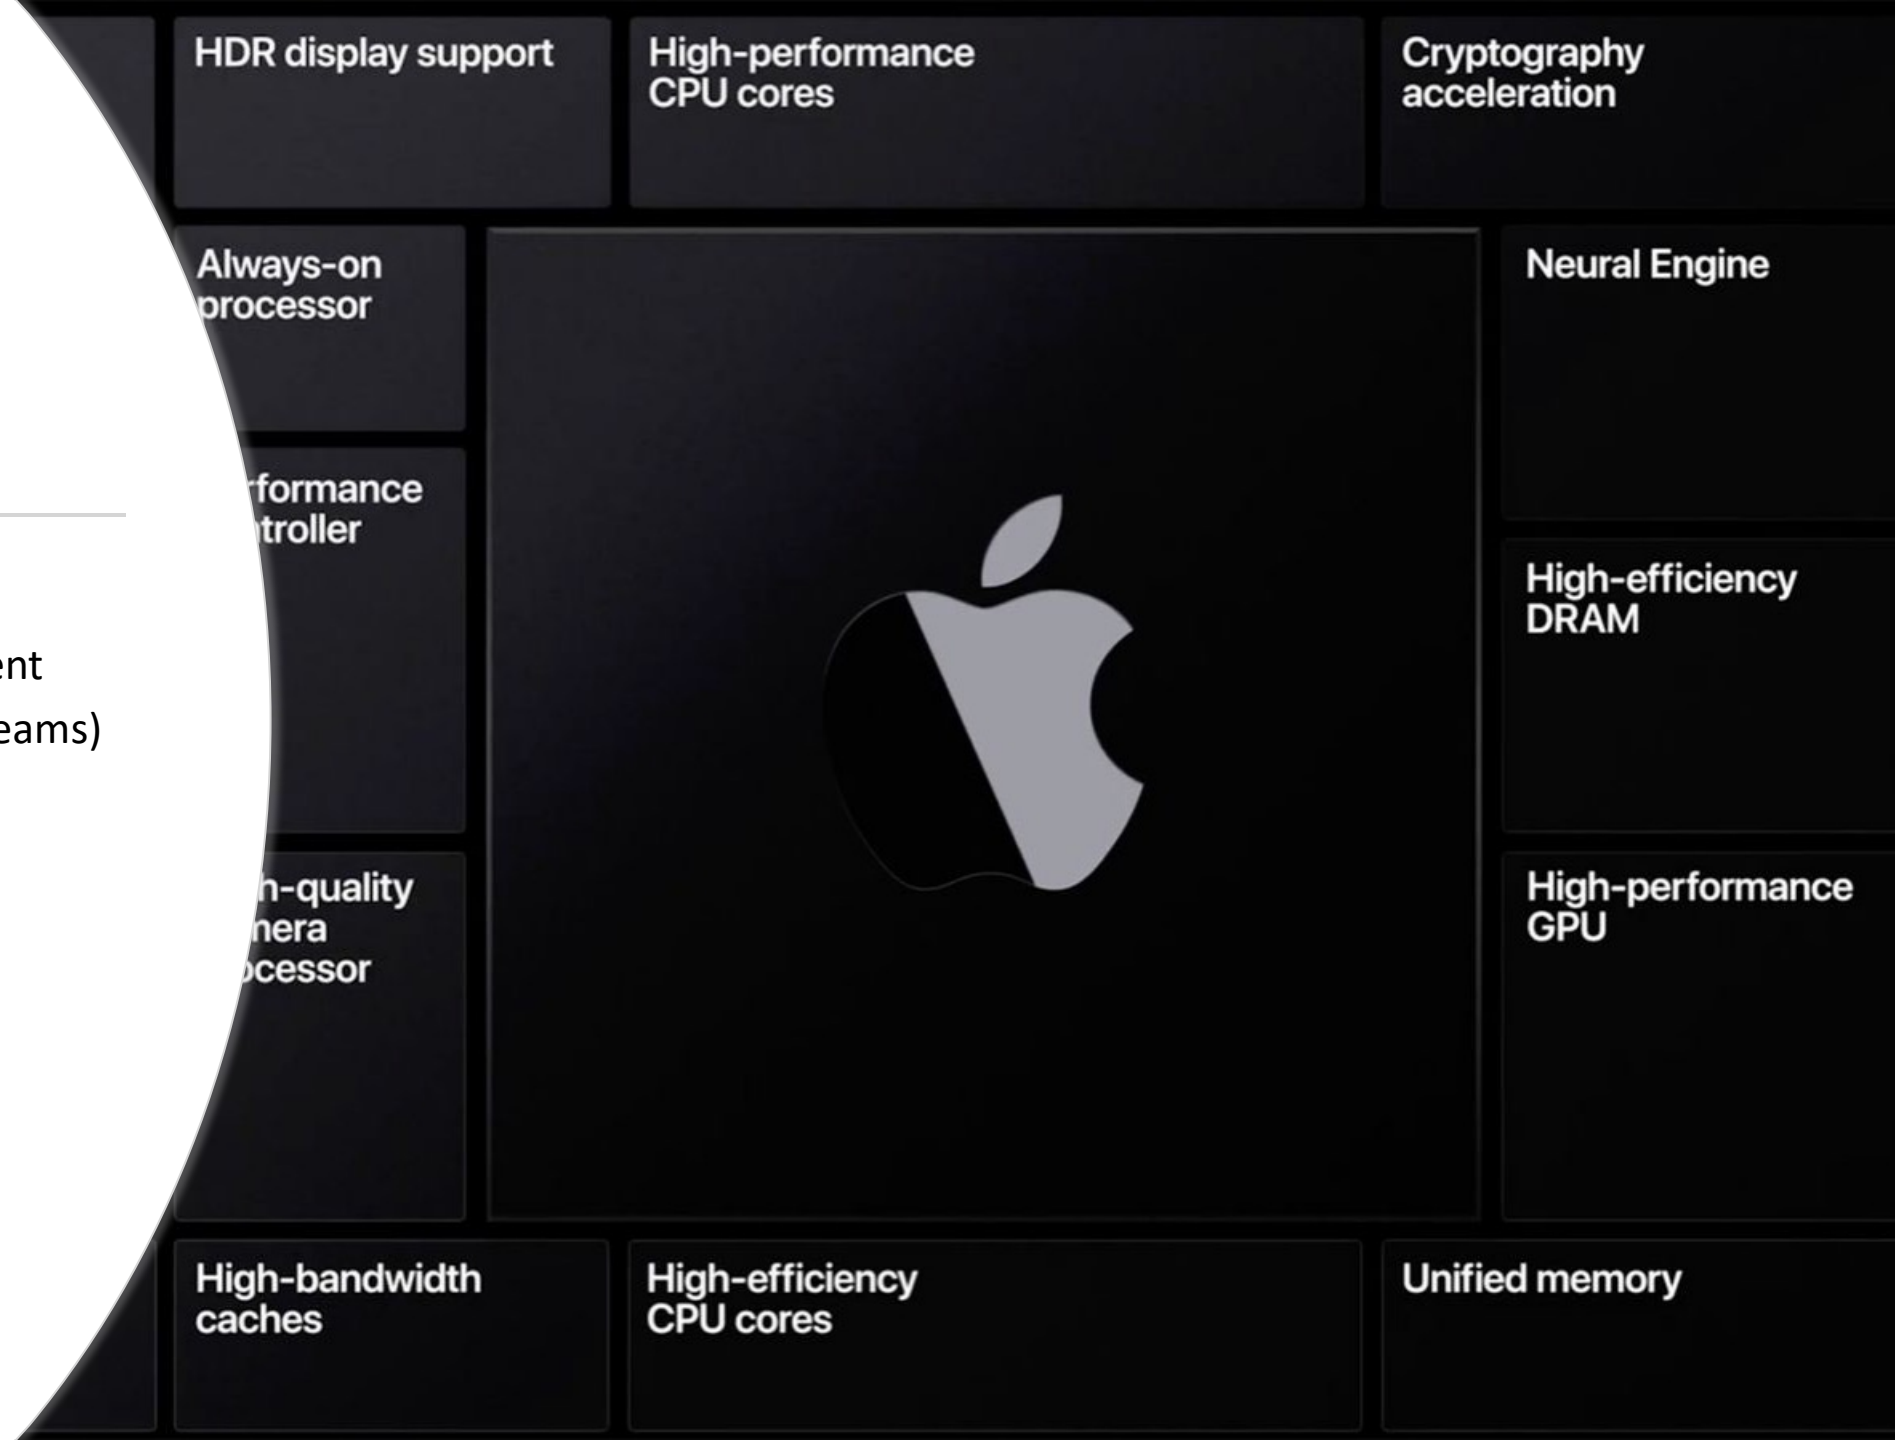 HDR display support
High-performance
CPU cores
Cryptography
acceleration
Always-on
processor
Neural Engine
High-efficiency
DRAM
High-performance
GPU
High-bandwidth
caches
High-efficiency
CPU cores
Unified memory